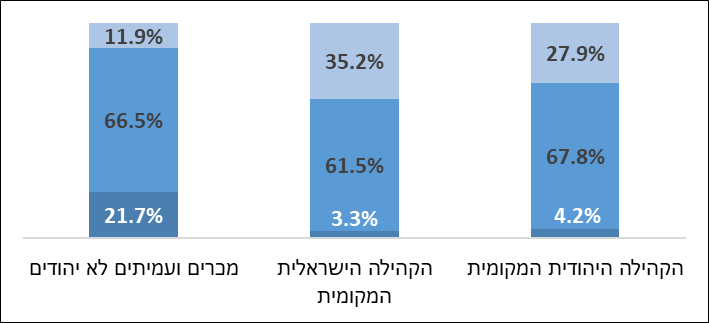 11.9%
35.2%
27.9%
66.5%
61.5%
67.8%
21.7%
3.3%
4.2%
הקהילה היהודית המקומית
הקהילה הישראלית
המקומית
מכרים ועמיתים לא יהודים